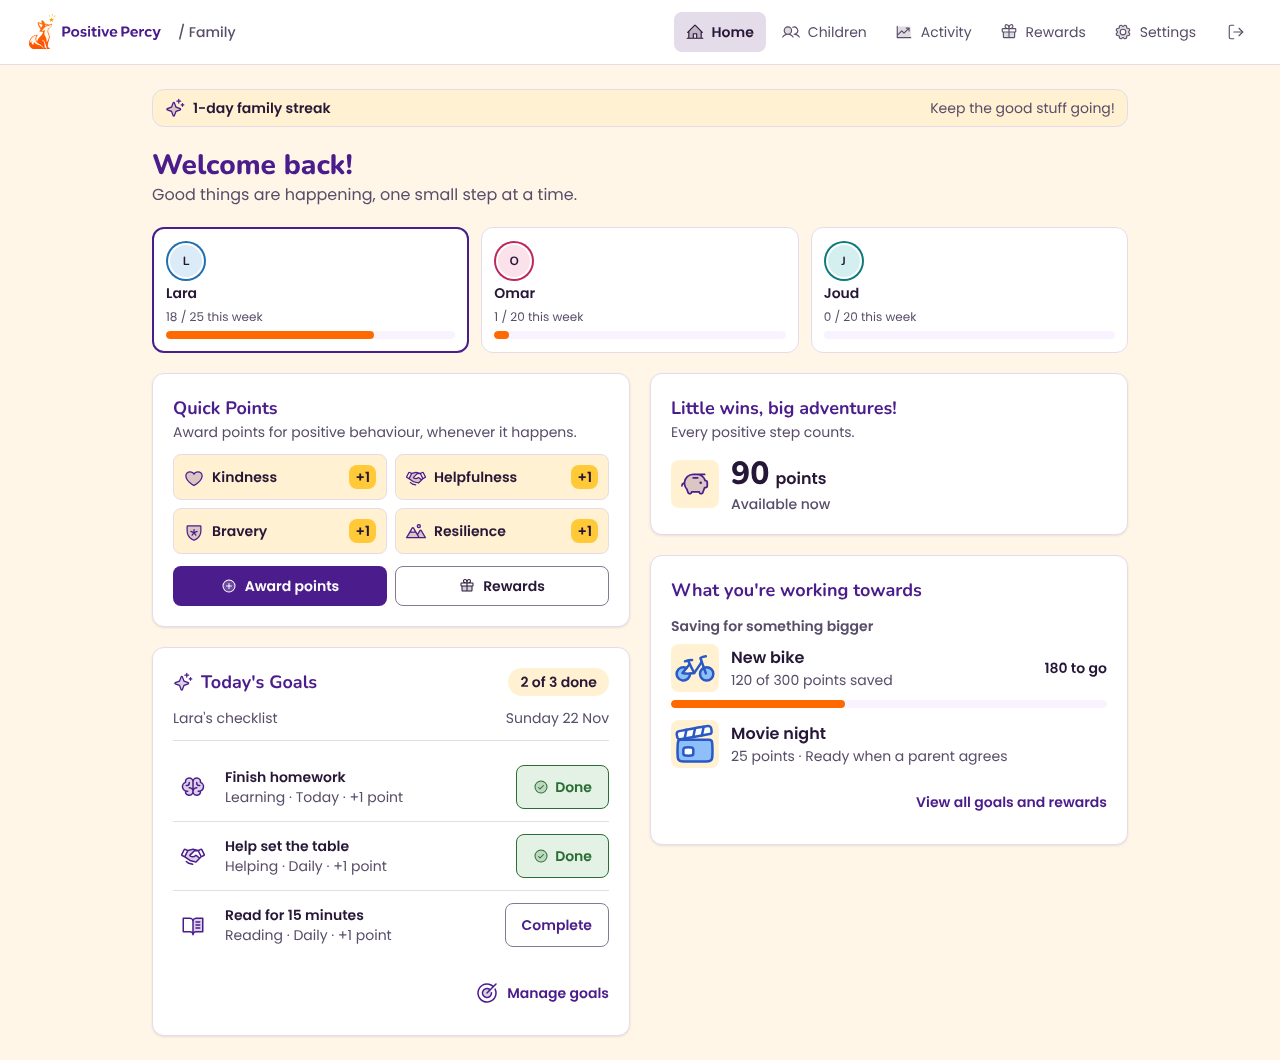 Positive Percy / Family
Home
Children
Activity
Rewards
Settings
1-day family streak
Keep the good stuff going!
Welcome back!
Good things are happening, one small step at a time.
L
Lara
18 / 25 this week
O
Omar
1 / 20 this week
J
Joud
0 / 20 this week
Quick Points
Award points for positive behaviour, whenever it happens.
Kindness +1
Helpfulness +1
Bravery +1
Resilience +1
Award points
Rewards
Today's Goals
2 of 3 done
Lara's checklist
Sunday 22 Nov
Finish homework
Learning · Today · +1 point
Done
Help set the table
Helping · Daily · +1 point
Done
Read for 15 minutes
Reading · Daily · +1 point
Complete
Manage goals
Little wins, big adventures!
Every positive step counts.
90 points
Available now
What you're working towards
Saving for something bigger
New bike
120 of 300 points saved
180 to go
Movie night
25 points · Ready when a parent agrees
View all goals and rewards